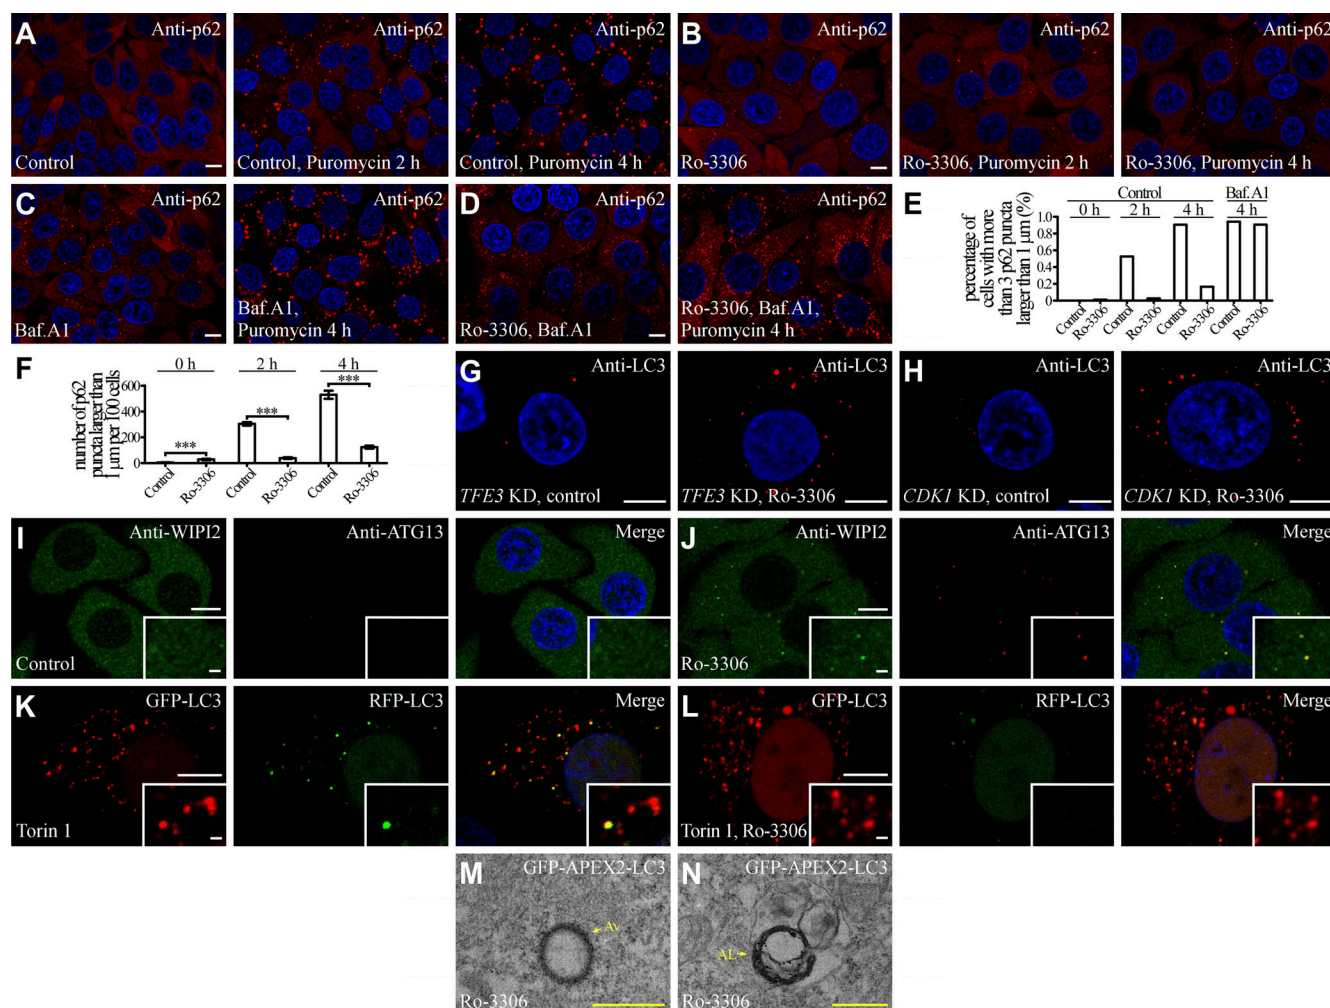 A Anti-p62 Anti-p62 Anti-p62 B Anti-p62 Anti-p62 Anti-p62
Control Control, Puromycin 2 h Control, Puromycin 4 h Ro-3306 Ro-3306, Puromycin 2 h Ro-3306, Puromycin 4 h
C Anti-p62 Anti-p62 D Anti-p62 Anti-p62
Baf.A1 Baf.A1,
Puromycin 4 h Ro-3306, Baf.A1 Ro-3306, Baf.A1,
Puromycin 4 h
E
percentage of
cells with more
than 3 p62 puncta
larger than 1 μm (%)
Control Baf.A1
0 h 2 h 4 h 4 h
1.0
0.8
0.4
0
Control Ro-3306 Control Ro-3306 Control Ro-3306 Control Ro-3306
F
number of p62
puncta larger than
1 μm per 100 cells
0 h 2 h 4 h
600
400
200
0
*** *** ***
Control Ro-3306 Control Ro-3306 Control Ro-3306
G Anti-LC3 Anti-LC3 H Anti-LC3 Anti-LC3
TFE3 KD, control TFE3 KD, Ro-3306 CDK1 KD, control CDK1 KD, Ro-3306
I Anti-WIPI2 Anti-ATG13 Merge J Anti-WIPI2 Anti-ATG13 Merge
Control Ro-3306
K GFP-LC3 RFP-LC3 Merge L GFP-LC3 RFP-LC3 Merge
Torin 1 Torin 1, Ro-3306
M GFP-APEX2-LC3 N GFP-APEX2-LC3
Av AL
Ro-3306 Ro-3306